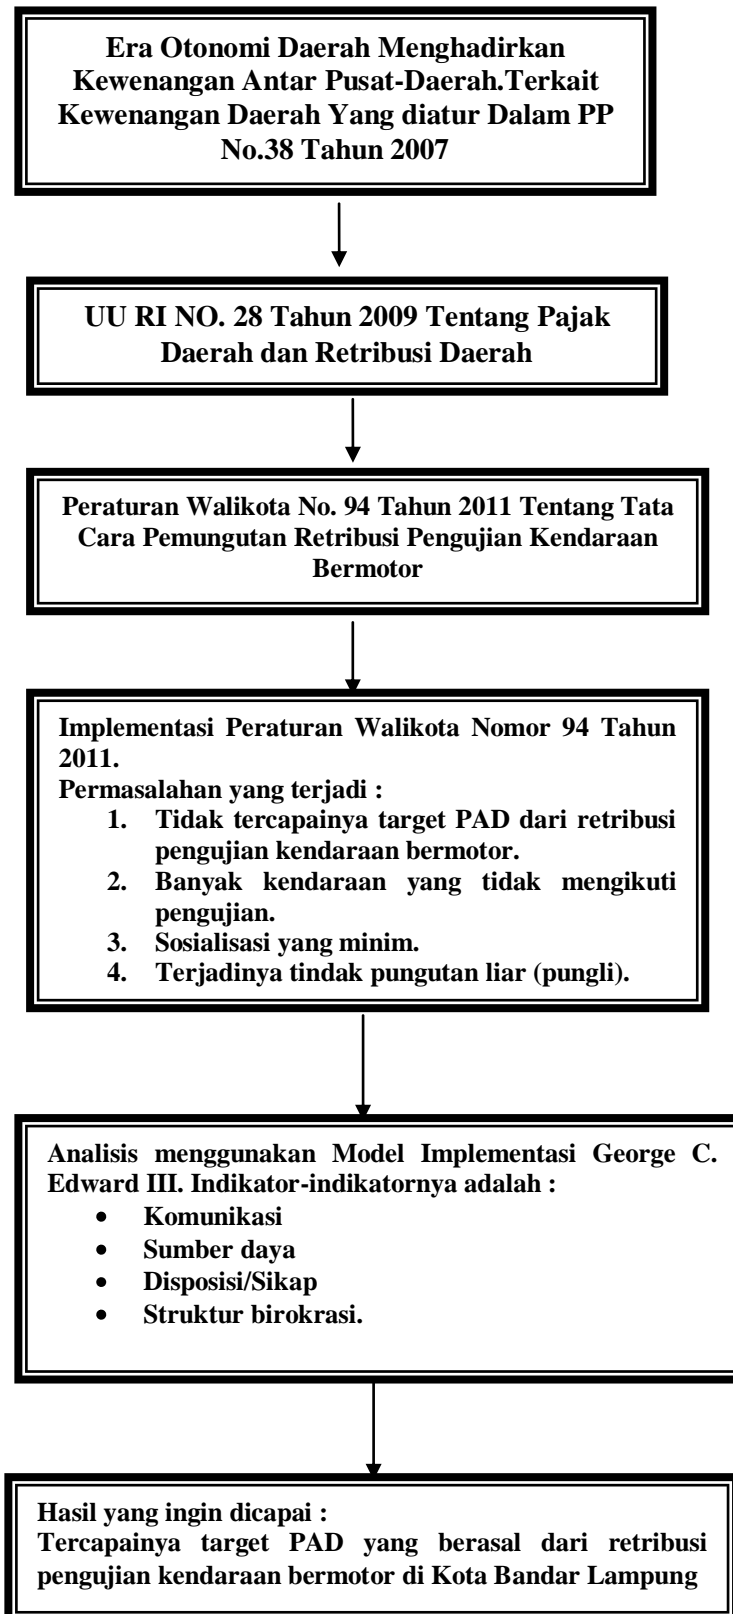 Era Otonomi Daerah Menghadirkan
Kewenangan Antar Pusat-Daerah.Terkait
Kewenangan Daerah Yang diatur Dalam PP
No.38 Tahun 2007
UU RI NO. 28 Tahun 2009 Tentang Pajak
Daerah dan Retribusi Daerah
Peraturan Walikota No. 94 Tahun 2011 Tentang Tata
Cara Pemungutan Retribusi Pengujian Kendaraan
Bermotor
Implementasi Peraturan Walikota Nomor 94 Tahun
2011.
Permasalahan yang terjadi :
1. Tidak tercapainya target PAD dari retribusi
pengujian kendaraan bermotor.
2. Banyak kendaraan yang tidak mengikuti
pengujian.
3. Sosialisasi yang minim.
4. Terjadinya tindak pungutan liar (pungli).
Analisis menggunakan Model Implementasi George C.
Edward III. Indikator-indikatornya adalah :
• Komunikasi
• Sumber daya
• Disposisi/Sikap
• Struktur birokrasi.
Hasil yang ingin dicapai :
Tercapainya target PAD yang berasal dari retribusi
pengujian kendaraan bermotor di Kota Bandar Lampung